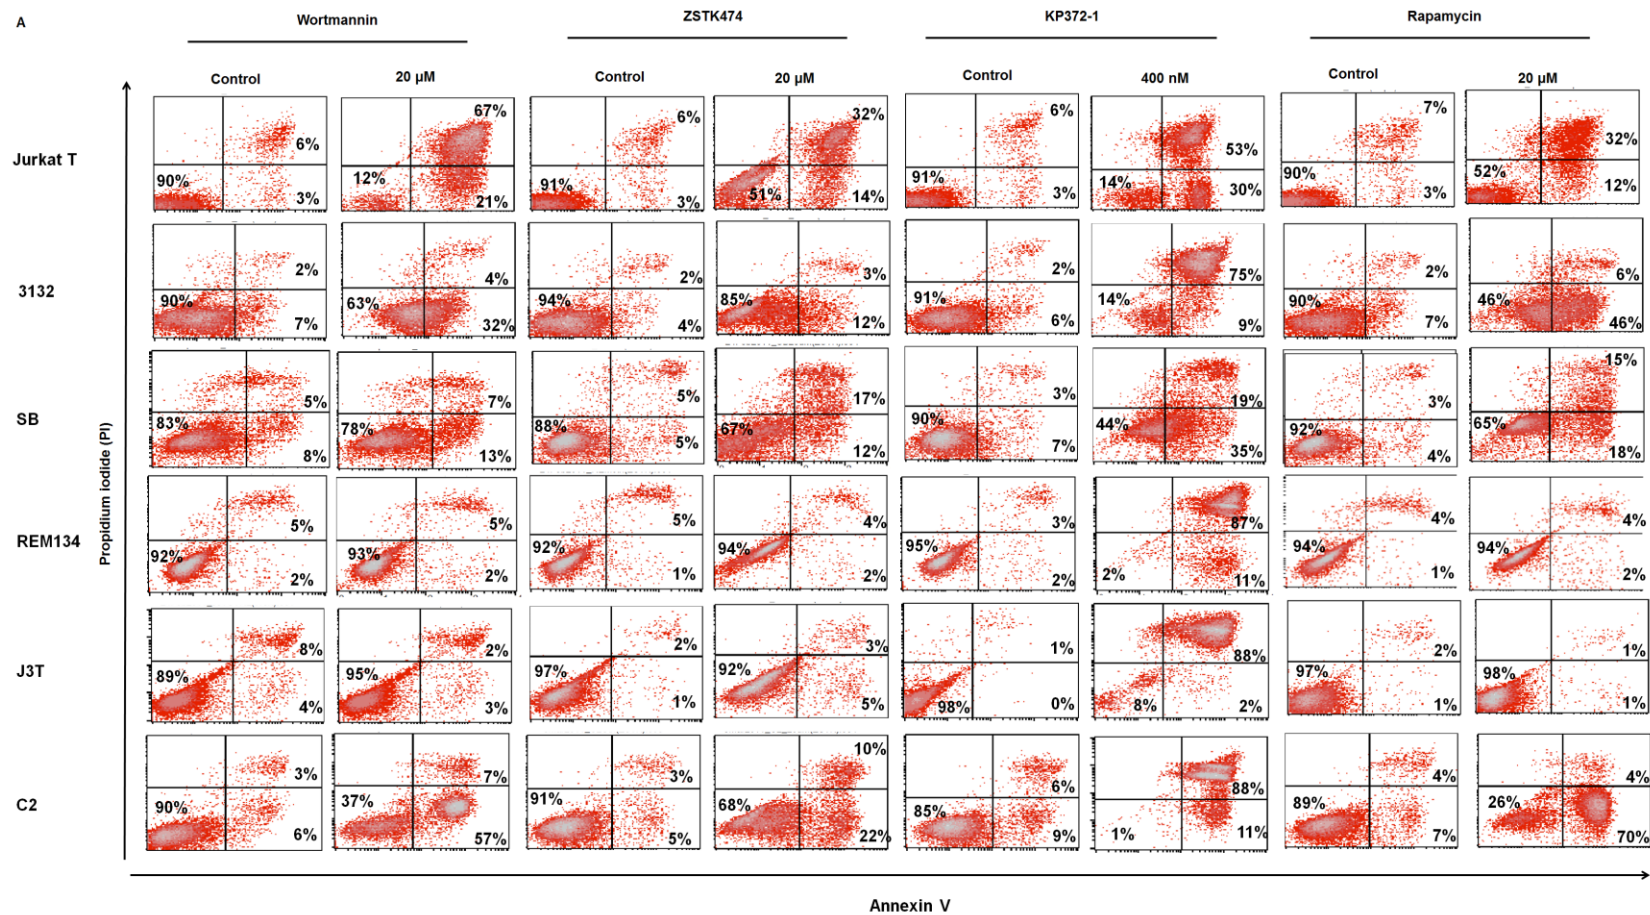 A
Wortmannin ZSTK474 KP372-1 Rapamycin
Control 20 µM Control 20 µM Control 400 nM Control 20 µM
Propidium iodide (PI)
Jurkat T
6% 90% 3%
67% 12% 21%
6% 91% 3%
32% 51% 14%
6% 91% 3%
53% 14% 30%
7% 90% 3%
32% 52% 12%
3132
2% 90% 7%
4% 63% 32%
2% 94% 4%
3% 85% 12%
2% 91% 6%
75% 14% 9%
2% 90% 7%
6% 46% 46%
SB
5% 83% 8%
7% 78% 13%
5% 88% 5%
17% 67% 12%
3% 90% 7%
19% 44% 35%
3% 92% 4%
15% 65% 18%
REM134
5% 92% 2%
5% 93% 2%
5% 92% 1%
4% 94% 2%
3% 95% 2%
87% 2% 11%
4% 94% 1%
4% 94% 2%
J3T
8% 89% 4%
2% 95% 3%
2% 97% 1%
3% 92% 5%
1% 98% 0%
88% 8% 2%
2% 97% 1%
1% 98% 1%
C2
3% 90% 6%
7% 37% 57%
3% 91% 5%
10% 68% 22%
6% 85% 9%
88% 1% 11%
4% 89% 7%
4% 26% 70%
Annexin V